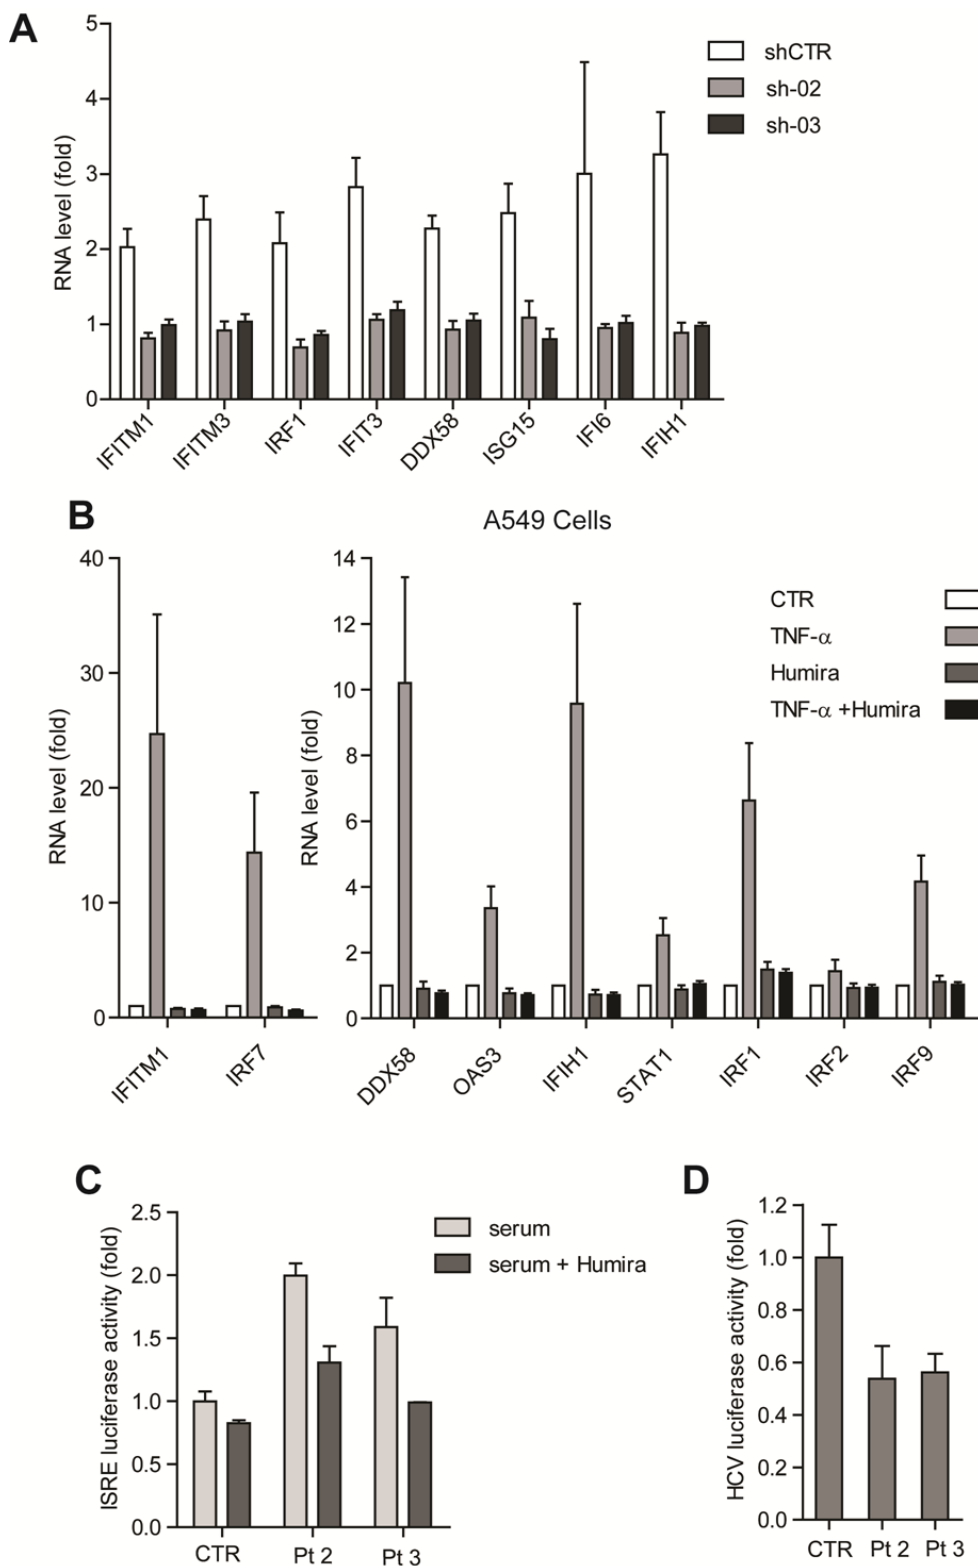 A
RNA level (fold)
5
4
3
2
1
0
shCTR
sh-02
sh-03
IFITM1
IFITM3
IRF1
IFIT3
DDX58
ISG15
IFI6
IFIH1
B
A549 Cells
RNA level (fold)
40
30
20
10
0
IFITM1
IRF7
RNA level (fold)
14
12
10
8
6
4
2
0
CTR
TNF-α
Humira
TNF-α +Humira
DDX58
OAS3
IFIH1
STAT1
IRF1
IRF2
IRF9
C
ISRE luciferase activity (fold)
2.5
2.0
1.5
1.0
0.5
0.0
serum
serum + Humira
CTR
Pt 2
Pt 3
D
HCV luciferase activity (fold)
1.2
1.0
0.8
0.6
0.4
0.2
0.0
CTR
Pt 2
Pt 3